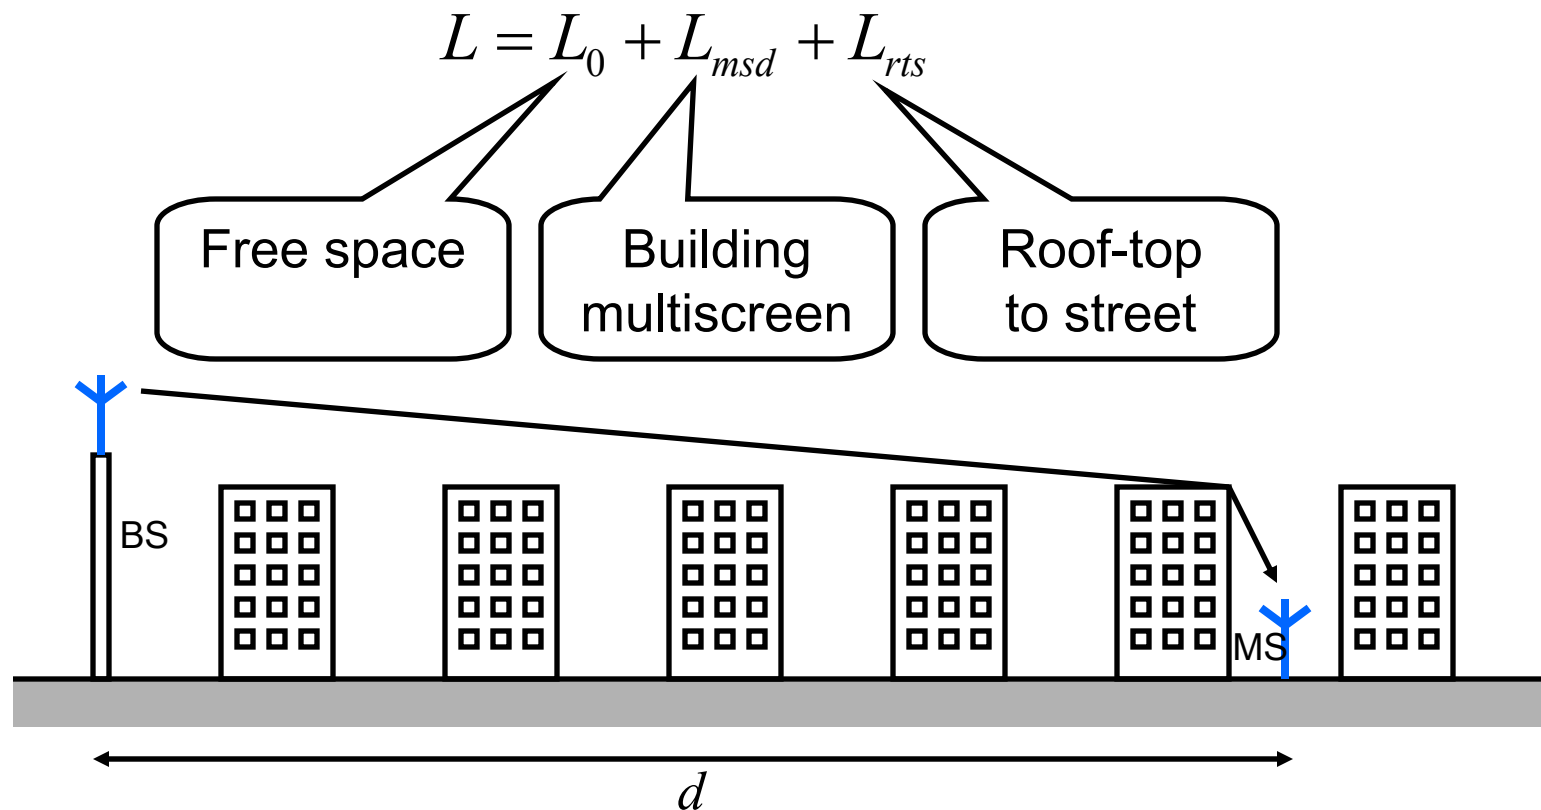 L = L₀ + Lₘₛd + Lᵣₜₛ
Free space
Building
multiscreen
Roof-top
to street
BS
MS
d